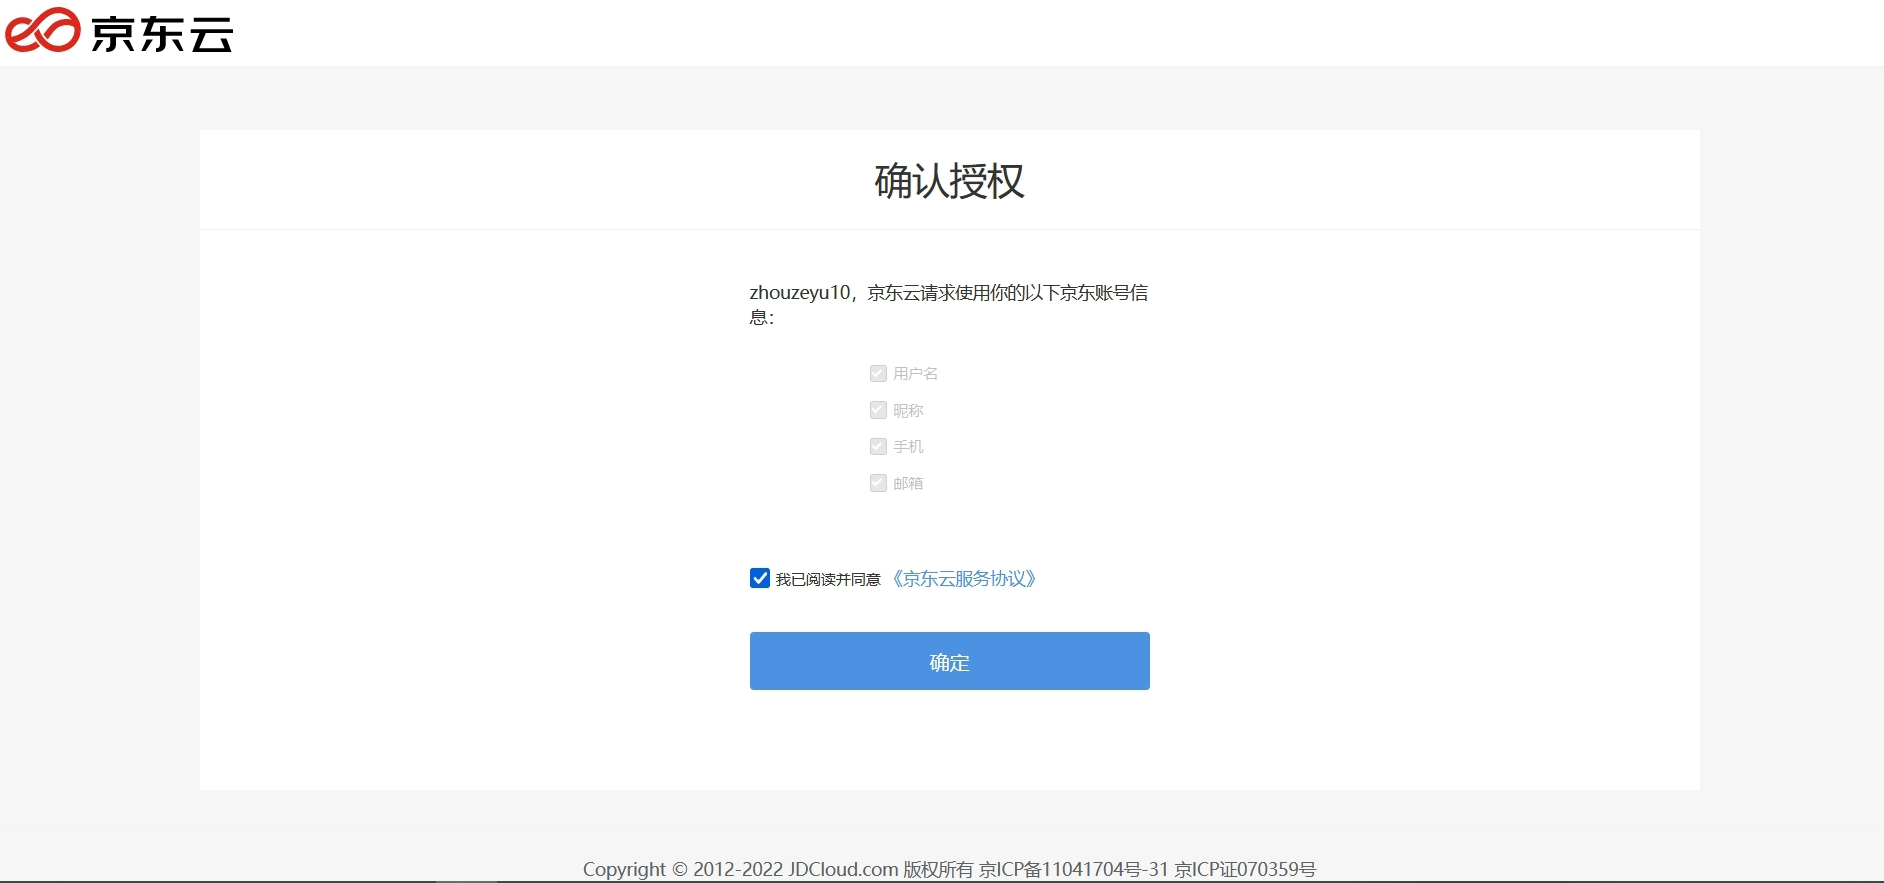 京东云
确认授权
zhouzeyu10，京东云请求使用你的以下京东账号信
息：
用户名
昵称
手机
邮箱
我已阅读并同意 《京东云服务协议》
确定
Copyright © 2012-2022 JDCloud.com 版权所有 京ICP备11041704号-31 京ICP证070359号